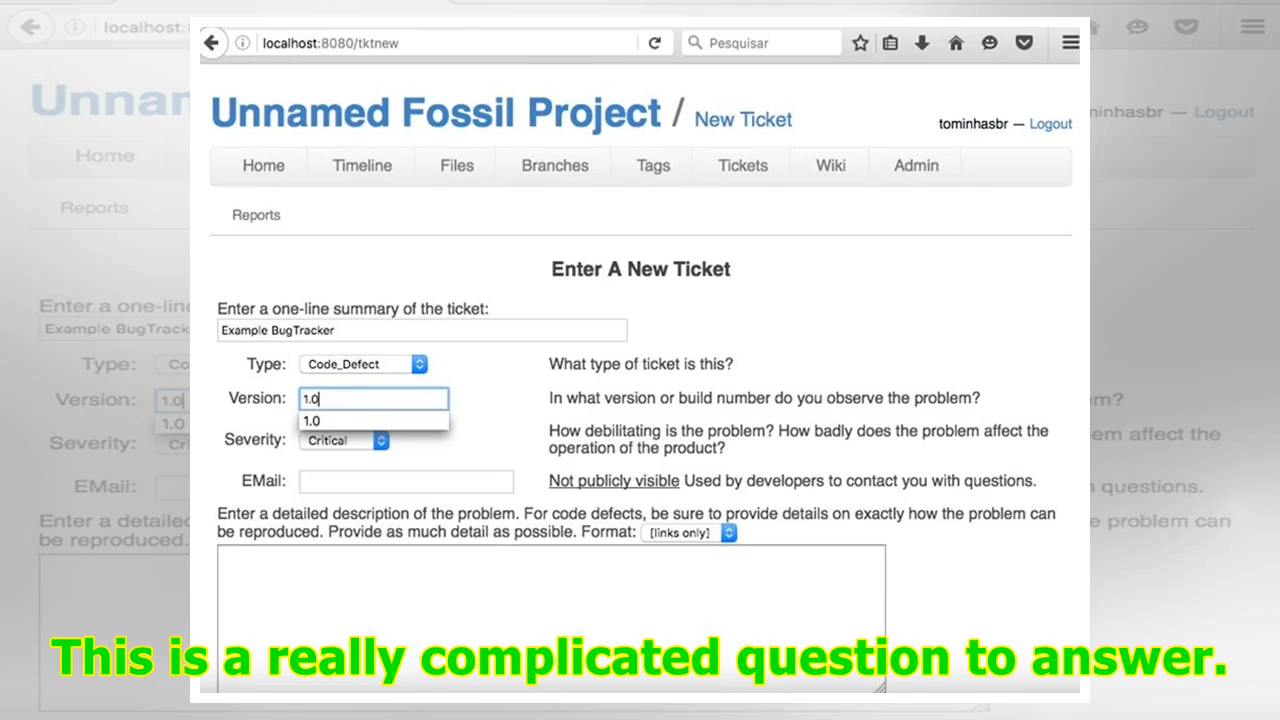 localhost:8080/tktnew
Pesquisar
Unnamed Fossil Project / New Ticket
tominhasbr — Logout
Home Timeline Files Branches Tags Tickets Wiki Admin
Reports
Enter A New Ticket
Enter a one-line summary of the ticket:
Example BugTracker
Type: Code_Defect What type of ticket is this?
Version: 1.0 In what version or build number do you observe the problem?
1.0
Severity: Critical How debilitating is the problem? How badly does the problem affect the
operation of the product?
EMail: Not publicly visible Used by developers to contact you with questions.
Enter a detailed description of the problem. For code defects, be sure to provide details on exactly how the problem can
be reproduced. Provide as much detail as possible. Format: [links only]
This is a really complicated question to answer.